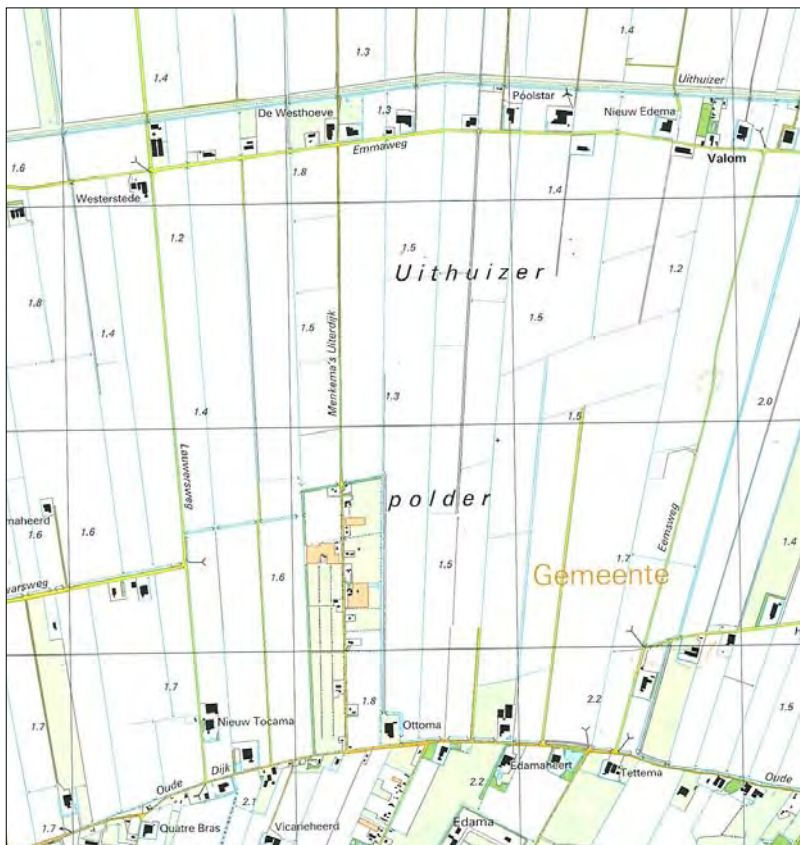 1.4
1.3
1.4
Uithuizer
Poolstar
De Westhoeve
1.3
Nieuw Edema
Emmaweg
Valom
1.6
1.8
Westerstede
1.4
1.2
1.5
Uithuizer
1.2
1.8
1.4
1.5
1.5
Menkema's Uiterdijk
1.3
1.4
1.5
2.0
Lauwersweg
polder
Eemsweg
maheerd
1.6
1.6
1.4
1.6
1.5
1.7
Gemeente
warsweg
H
1.7
1.7
1.8
2.2
1.5
Nieuw Tocama
Ottoma
Oude Dijk
Edamaheert
Tettema
Oude
2.2
2.1
1.7
Quatre Bras
Vicarieheerd
Edama